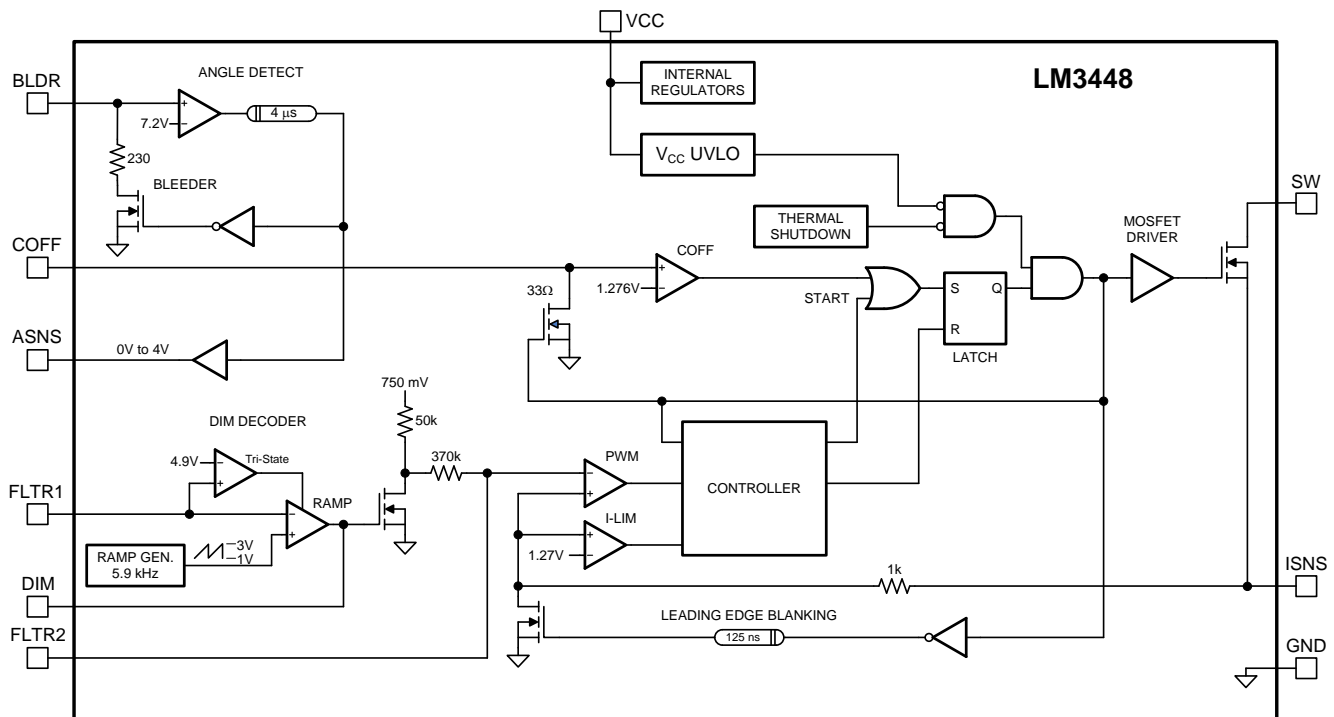 VCC
LM3448
BLDR
ANGLE DETECT
INTERNAL
REGULATORS
+
7.2V
−
4 µs
230
VCC UVLO
BLEEDER
SW
THERMAL
SHUTDOWN
MOSFET
DRIVER
COFF
COFF
+
1.276V
−
33Ω
START
S
Q
R
LATCH
ASNS
0V to 4V
750 mV
50k
DIM DECODER
370k
4.9V
−
+
Tri-State
PWM
−
+
CONTROLLER
FLTR1
RAMP
−
+
I-LIM
+
1.27V
−
RAMP GEN.
5.9 kHz
3V
1V
1k
ISNS
DIM
LEADING EDGE BLANKING
125 ns
FLTR2
GND